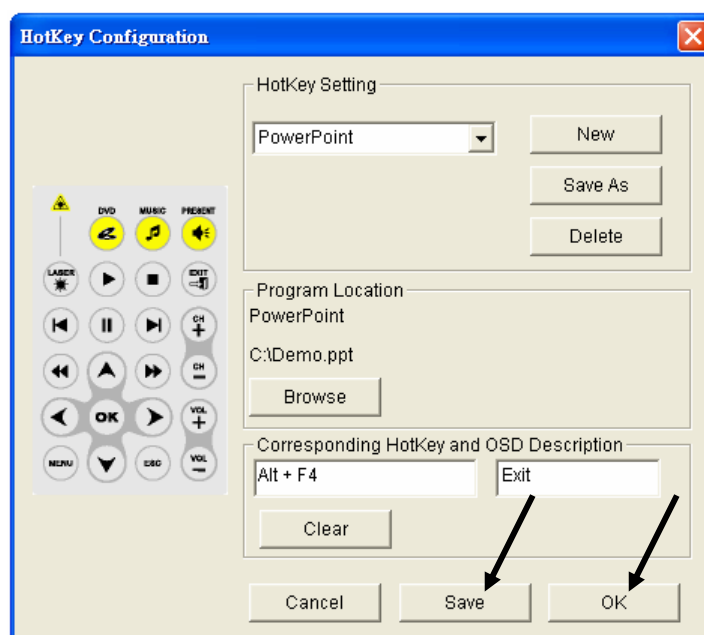 HotKey Configuration
HotKey Setting
PowerPoint
New
Save As
Delete
DVD MUSIC PRESENT
LASER EXIT
CH
+
CH
OK VOL
+
MENU ESC VOL
Program Location
PowerPoint
C:\Demo.ppt
Browse
Corresponding HotKey and OSD Description
Alt + F4 Exit
Clear
Cancel Save OK